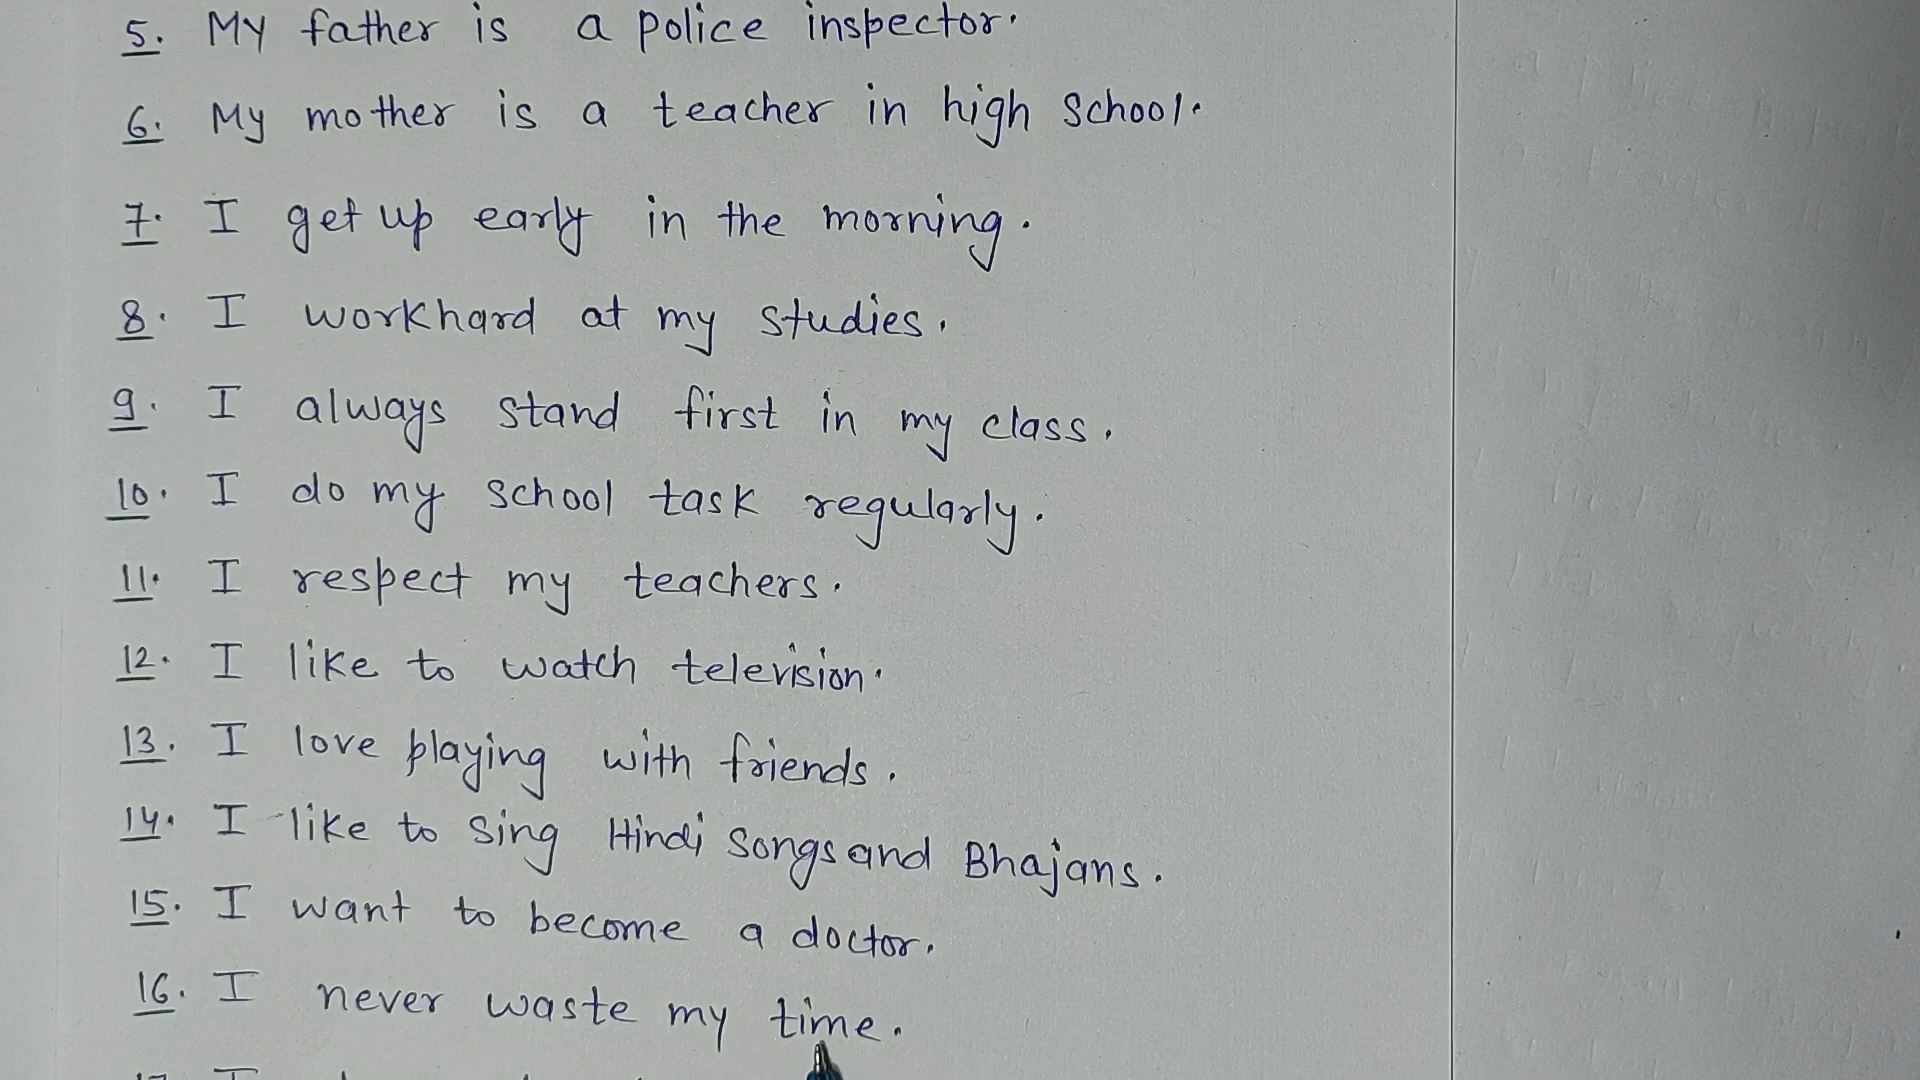 5. My father is a police inspector.
6. My mother is a teacher in high school.
7. I get up early in the morning.
8. I workhard at my studies.
9. I always stand first in my class.
10. I do my school task regularly.
11. I respect my teachers.
12. I like to watch television.
13. I love playing with friends.
14. I like to sing Hindi songs and Bhajans.
15. I want to become a doctor.
16. I never waste my time.
17. I